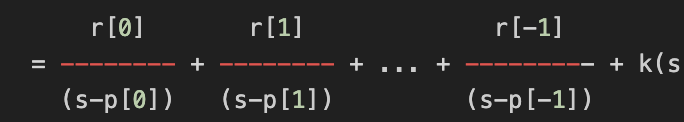 r[0] r[1] r[-1]
= -------- + -------- + ... + --------- + k(s
(s-p[0]) (s-p[1]) (s-p[-1])